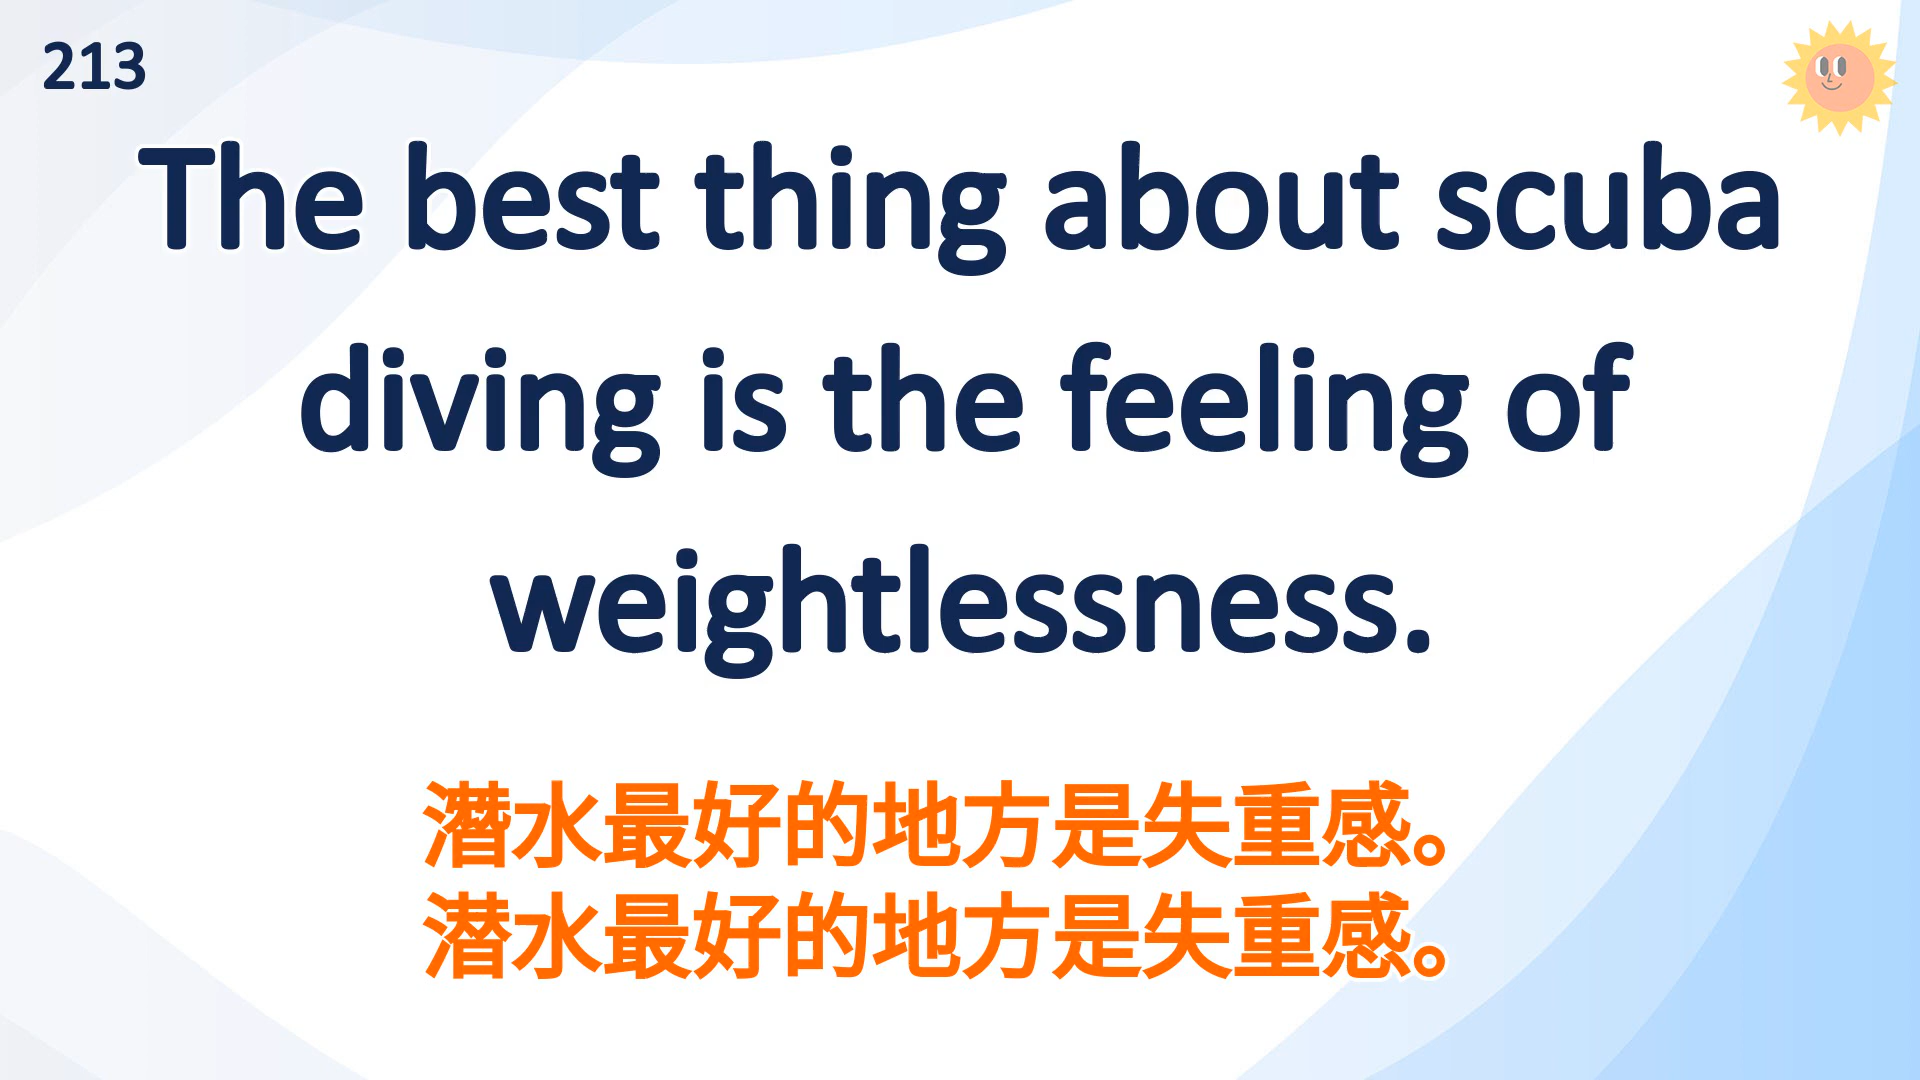 213
The best thing about scuba
diving is the feeling of
weightlessness.
潛水最好的地方是失重感。
潜水最好的地方是失重感。